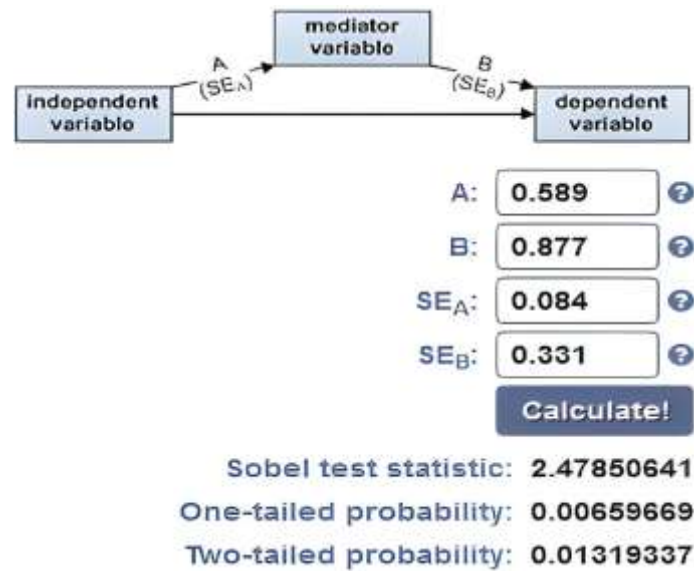 mediator
variable
A
(SEA)
B
(SEB)
independent
variable
dependent
variable
A: 0.589 ?
B: 0.877 ?
SEA: 0.084 ?
SEB: 0.331 ?
Calculate!
Sobel test statistic: 2.47850641
One-tailed probability: 0.00659669
Two-tailed probability: 0.01319337